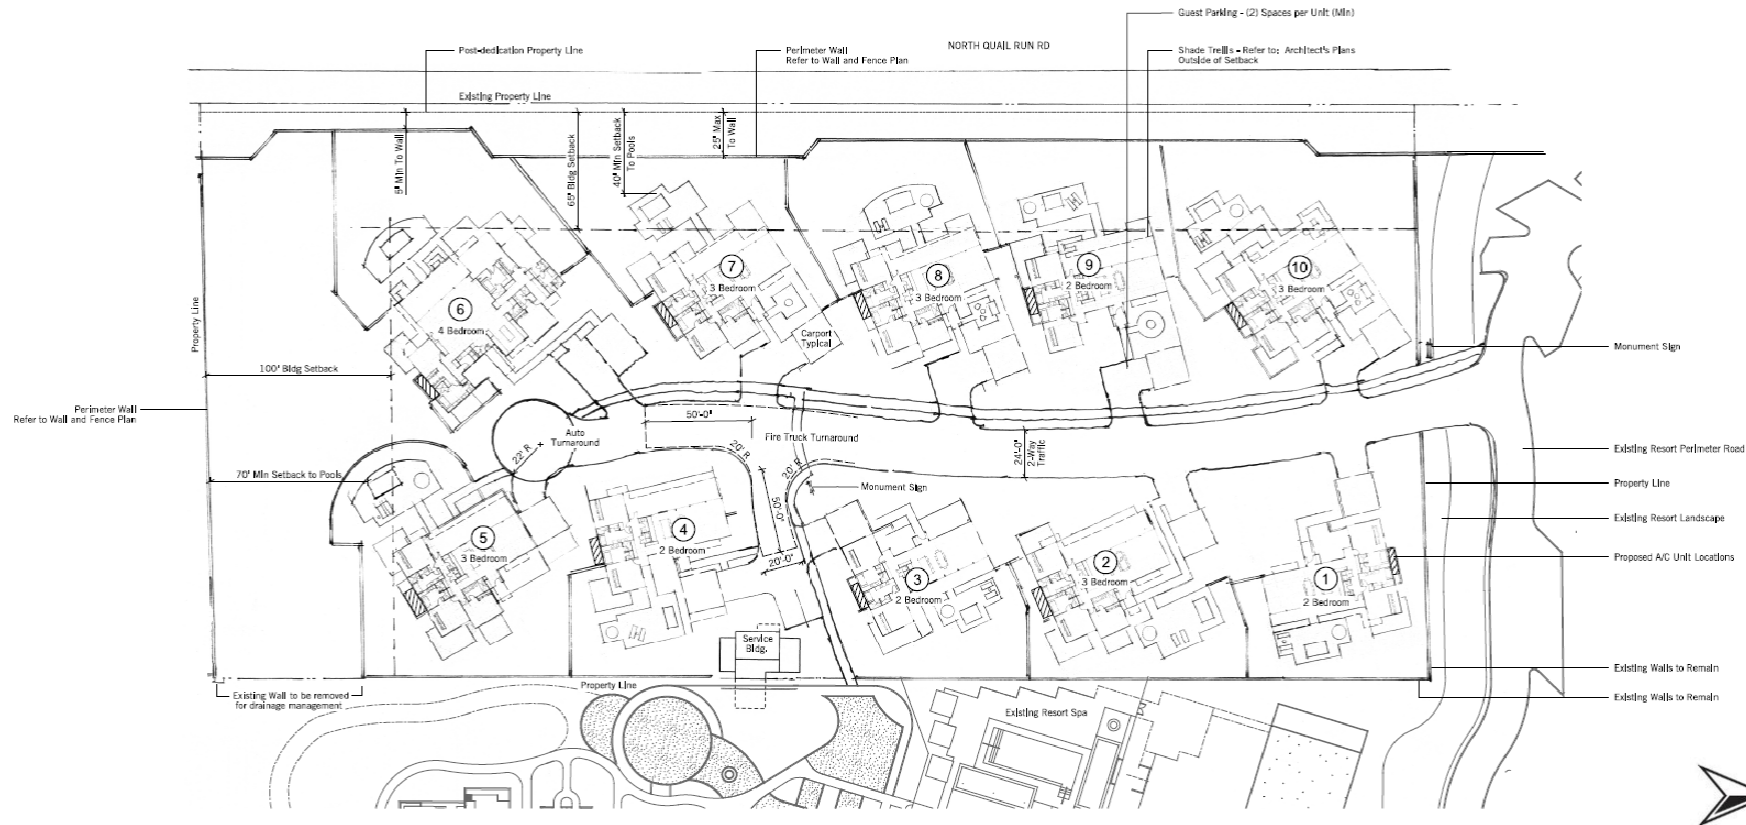 Guest Parking - (2) Spaces per Unit (Min)
Post-dedication Property Line
Perimeter Wall
Refer to Wall and Fence Plan
NORTH QUAIL RUN RD
Shade Trellis - Refer to: Architect's Plans
Outside of Setback
Existing Property Line
5' Min To Wall
65' Bldg Setback
40' Min Setback
To Pools
25' Max
To Wall
6
4 Bedroom
7
3 Bedroom
8
3 Bedroom
9
2 Bedroom
10
3 Bedroom
Property Line
Carport
Typical
Monument Sign
100' Bldg Setback
Perimeter Wall
Refer to Wall and Fence Plan
50'-0"
Auto
Turnaround
22' R
Fire Truck Turnaround
20' R
20' R
24'-0"
2-Way
Traffic
Existing Resort Perimeter Road
70' Min Setback to Pools
Monument Sign
50'-0"
20'-0"
Property Line
Existing Resort Landscape
Proposed A/C Unit Locations
5
3 Bedroom
4
2 Bedroom
3
2 Bedroom
2
3 Bedroom
1
2 Bedroom
Service
Bldg.
Existing Walls to Remain
Existing Walls to Remain
Property Line
Existing Wall to be removed
for drainage management
Existing Resort Spa